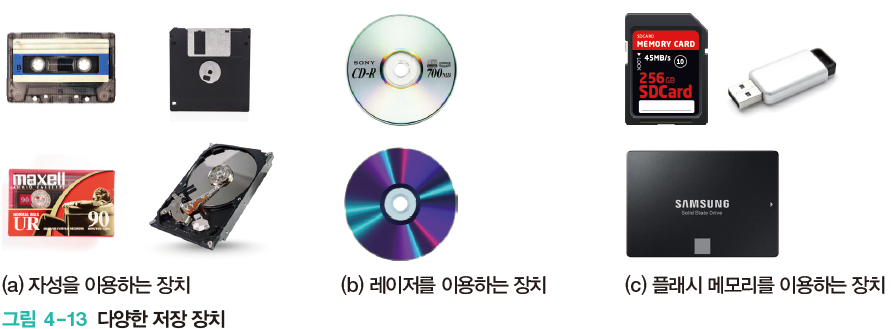 B
SONY
CD-R
700MB
SDCARD
MEMORY CARD
LOCK
45MB/s
10
256GB
SDCard
maxell
90
UR
90
SAMSUNG
Solid State Drive
(a) 자성을 이용하는 장치
(b) 레이저를 이용하는 장치
(c) 플래시 메모리를 이용하는 장치
그림 4-13 다양한 저장 장치